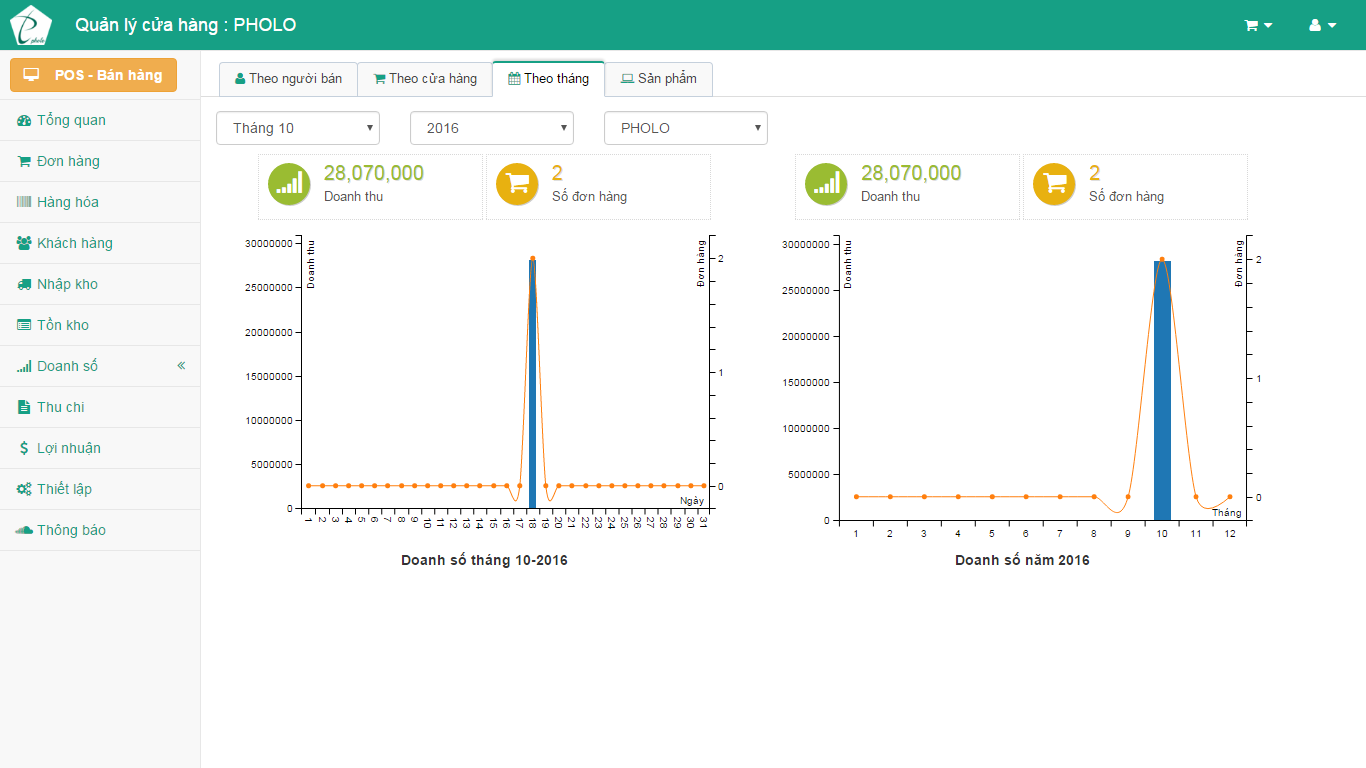 pholo
Quản lý cửa hàng : PHOLO
POS - Bán hàng
Tổng quan
Đơn hàng
Hàng hóa
Khách hàng
Nhập kho
Tồn kho
Doanh số
Thu chi
Lợi nhuận
Thiết lập
Thông báo
Theo người bán
Theo cửa hàng
Theo tháng
Sản phẩm
Tháng 10
2016
PHOLO
28,070,000
Doanh thu
2
Số đơn hàng
28,070,000
Doanh thu
2
Số đơn hàng
30000000
25000000
20000000
15000000
10000000
5000000
0
Doanh thu
Đơn hàng
2
1
0
Ngày
1 2 3 4 5 6 7 8 9 10 11 12 13 14 15 16 17 18 19 20 21 22 23 24 25 26 27 28 29 30 31
Doanh số tháng 10-2016
30000000
25000000
20000000
15000000
10000000
5000000
0
Doanh thu
Đơn hàng
2
1
0
Tháng
1 2 3 4 5 6 7 8 9 10 11 12
Doanh số năm 2016